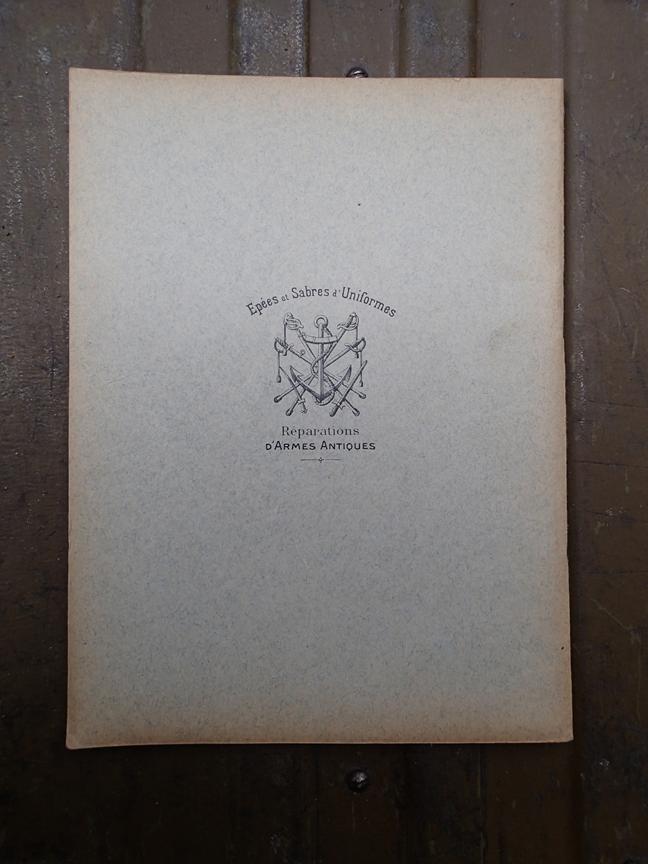 Epées et Sabres d'Uniformes
Réparations
D'ARMES ANTIQUES